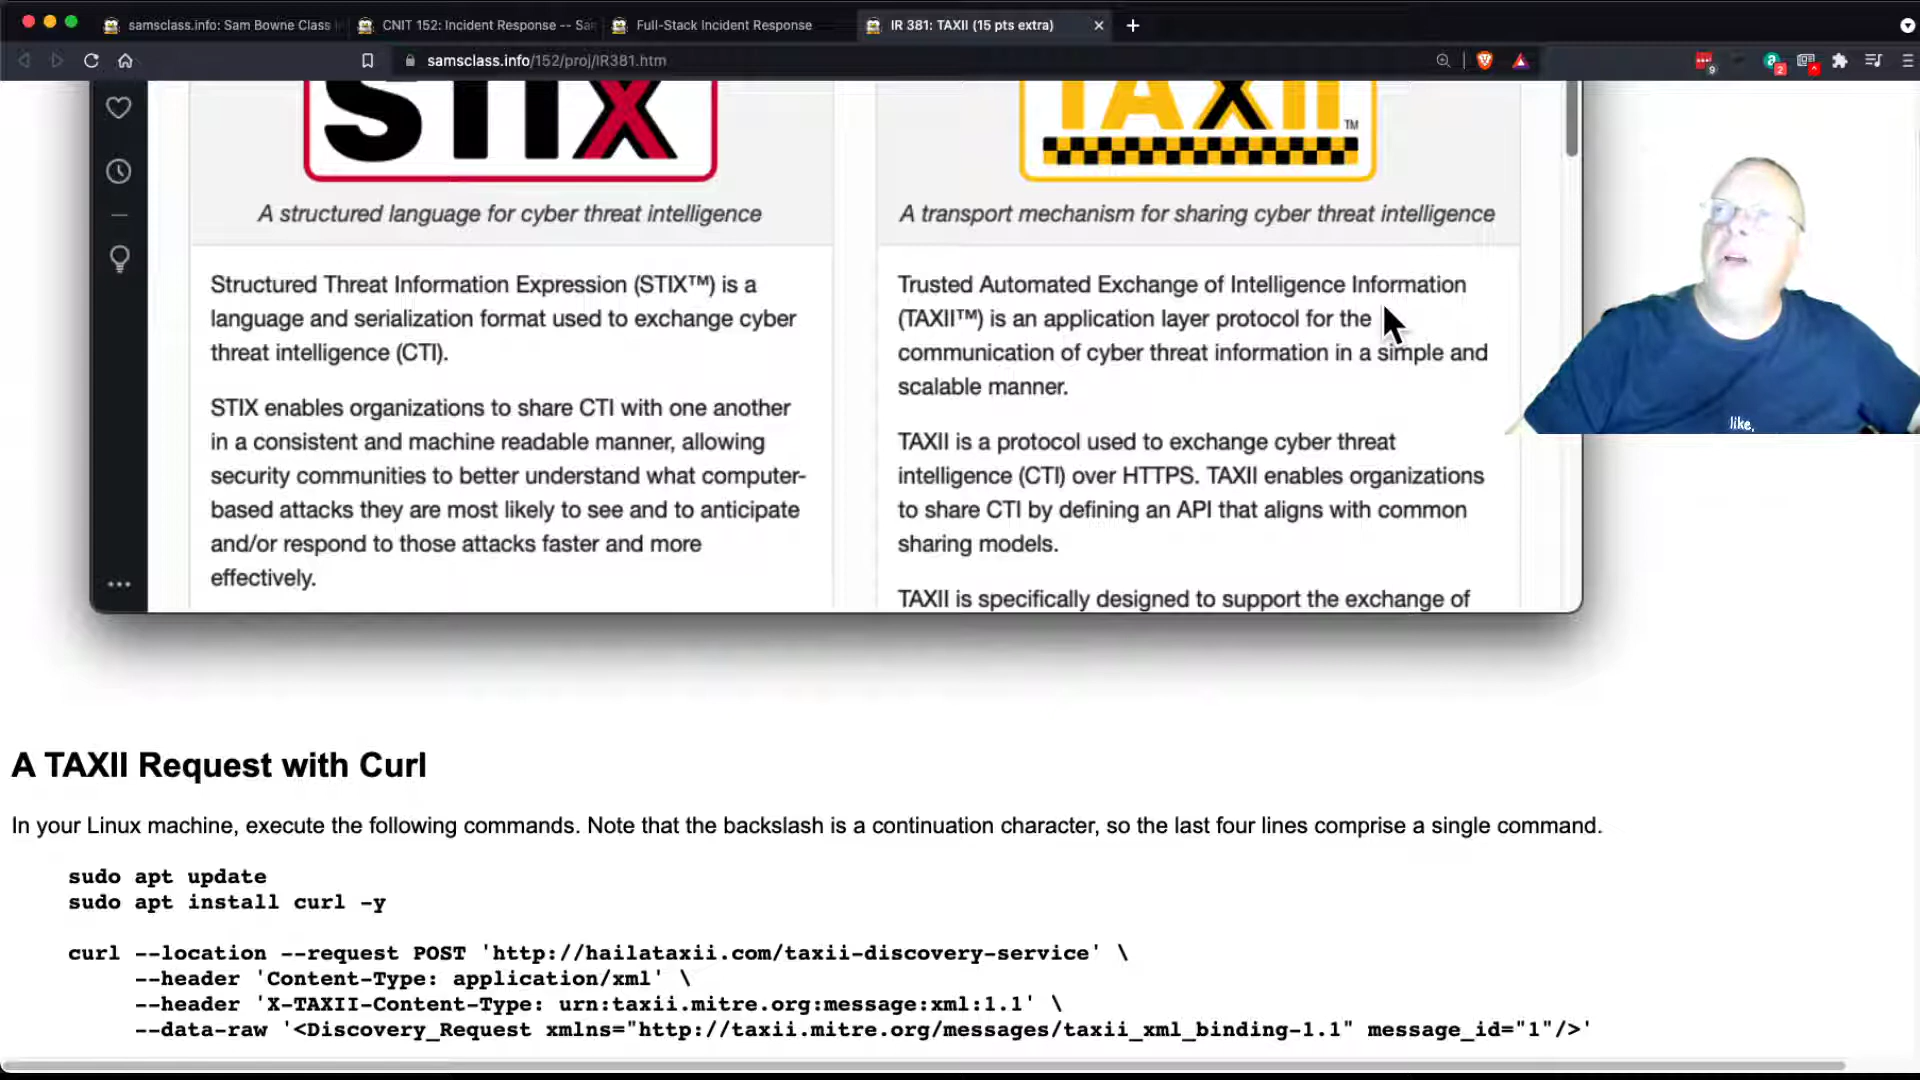 samsclass.info: Sam Bowne Class
CNIT 152: Incident Response -- Sa
Full-Stack Incident Response
IR 381: TAXII (15 pts extra)
samsclass.info/152/proj/IR381.htm
9
2
STIX
TAXII
TM
A structured language for cyber threat intelligence
Structured Threat Information Expression (STIX™) is a
language and serialization format used to exchange cyber
threat intelligence (CTI).
STIX enables organizations to share CTI with one another
in a consistent and machine readable manner, allowing
security communities to better understand what computer-
based attacks they are most likely to see and to anticipate
and/or respond to those attacks faster and more
effectively.
A transport mechanism for sharing cyber threat intelligence
Trusted Automated Exchange of Intelligence Information
(TAXII™) is an application layer protocol for the
communication of cyber threat information in a simple and
scalable manner.
TAXII is a protocol used to exchange cyber threat
intelligence (CTI) over HTTPS. TAXII enables organizations
to share CTI by defining an API that aligns with common
sharing models.
TAXII is specifically designed to support the exchange of
like,
A TAXII Request with Curl
In your Linux machine, execute the following commands. Note that the backslash is a continuation character, so the last four lines comprise a single command.
sudo apt update
sudo apt install curl -y
curl --location --request POST 'http://hailataxii.com/taxii-discovery-service' \
--header 'Content-Type: application/xml' \
--header 'X-TAXII-Content-Type: urn:taxii.mitre.org:message:xml:1.1' \
--data-raw '<Discovery_Request xmlns="http://taxii.mitre.org/messages/taxii_xml_binding-1.1" message_id="1"/>'